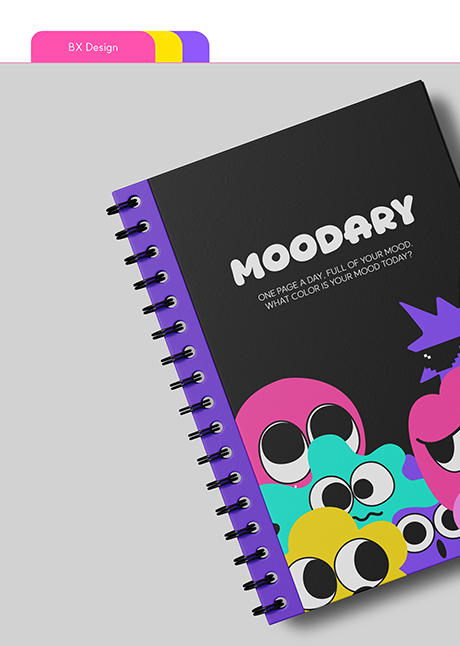 BX Design
MOODARY
ONE PAGE A DAY, FULL OF YOUR MOOD.
WHAT COLOR IS YOUR MOOD TODAY?